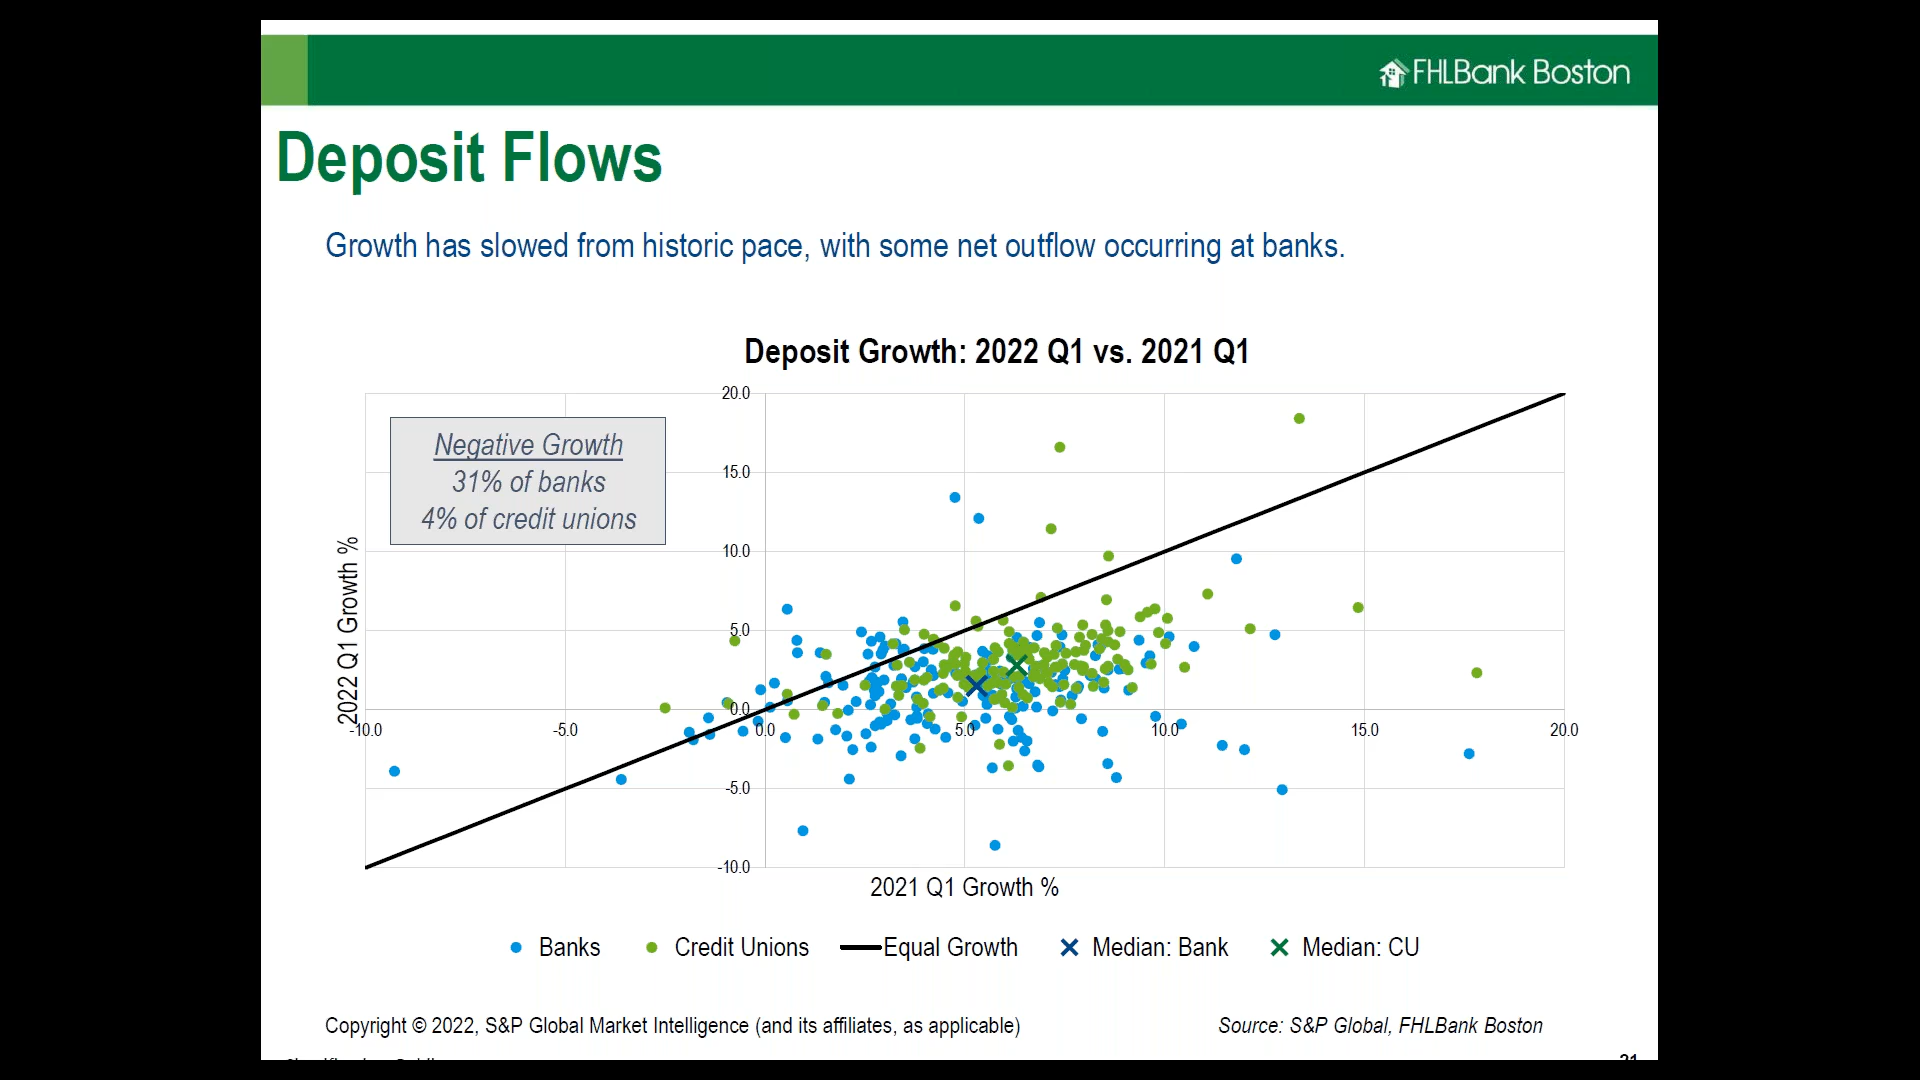 FHLBank Boston
Deposit Flows
Growth has slowed from historic pace, with some net outflow occurring at banks.
Deposit Growth: 2022 Q1 vs. 2021 Q1
Negative Growth
31% of banks
4% of credit unions
2022 Q1 Growth %
20.0
15.0
10.0
5.0
0.0
-5.0
-10.0
-10.0 -5.0 0.0 5.0 10.0 15.0 20.0
2021 Q1 Growth %
Banks Credit Unions Equal Growth Median: Bank Median: CU
Copyright © 2022, S&P Global Market Intelligence (and its affiliates, as applicable)
Source: S&P Global, FHLBank Boston